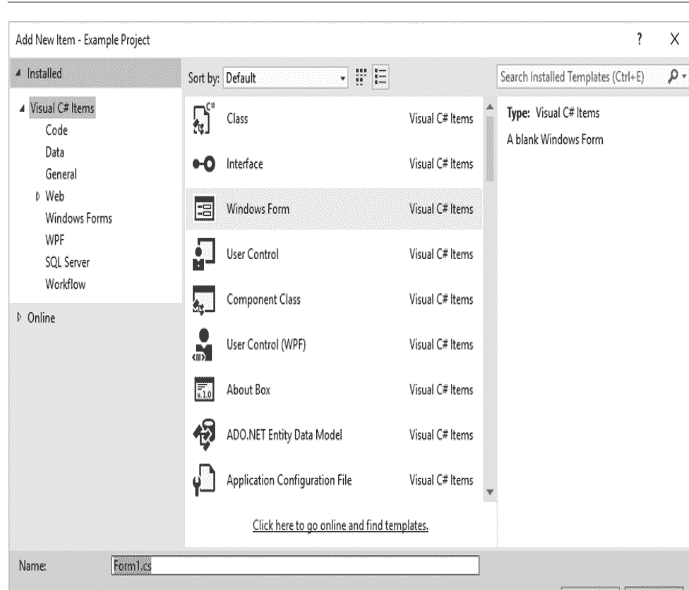 Add New Item - Example Project
? X
Installed
Sort by: Default
Search Installed Templates (Ctrl+E)
Visual C# Items
Code
Data
General
Web
Windows Forms
WPF
SQL Server
Workflow
Online
C#
Class Visual C# Items
Interface Visual C# Items
Windows Form Visual C# Items
User Control Visual C# Items
Component Class Visual C# Items
User Control (WPF) Visual C# Items
v.1.0
About Box Visual C# Items
ADO.NET Entity Data Model Visual C# Items
Application Configuration File Visual C# Items
Click here to go online and find templates.
Type: Visual C# Items
A blank Windows Form
Name: Form1.cs